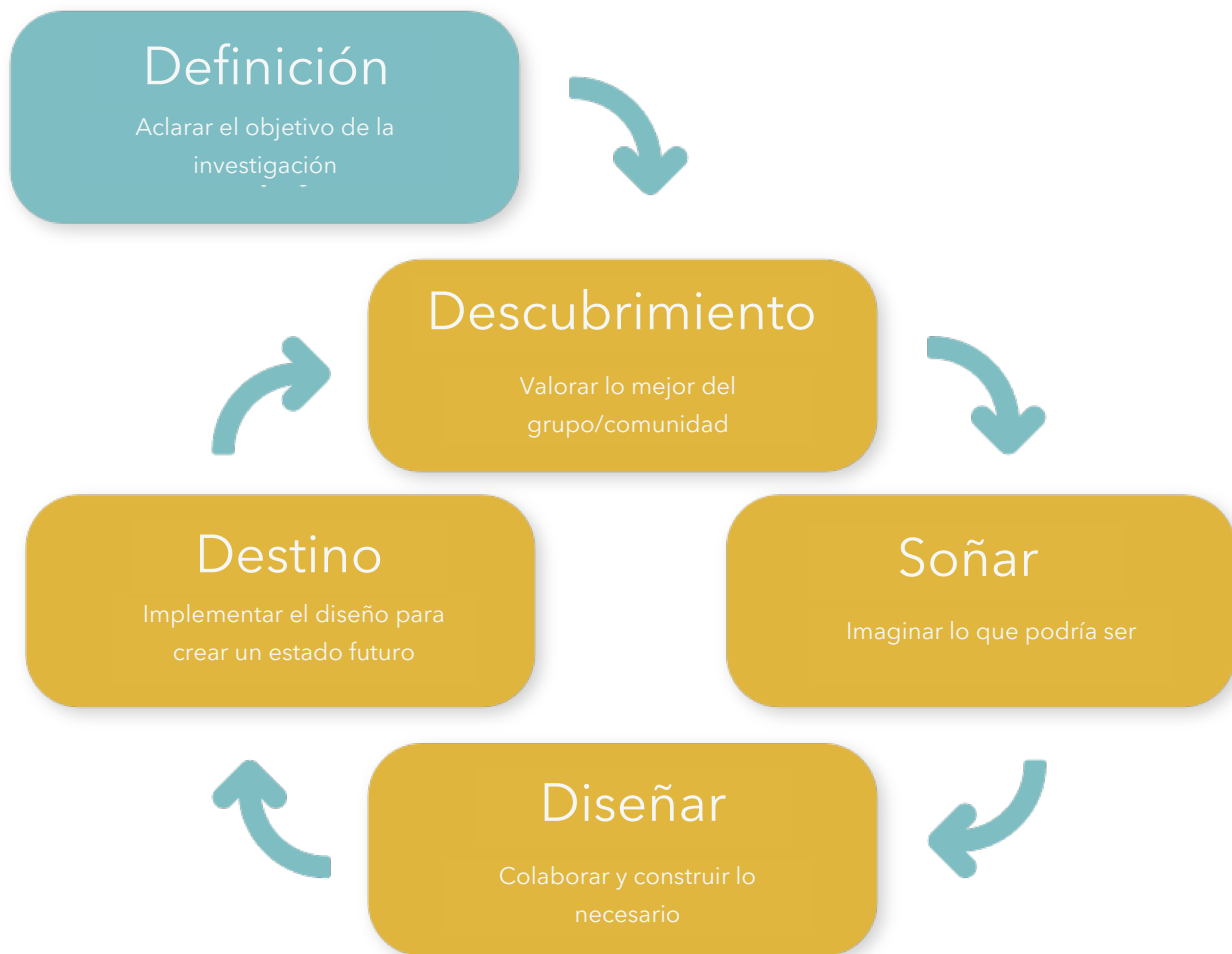 Definición
Aclarar el objetivo de la
investigación
Descubrimiento
Valorar lo mejor del
grupo/comunidad
Destino
Implementar el diseño para
crear un estado futuro
Soñar
Imaginar lo que podría ser
Diseñar
Colaborar y construir lo
necesario